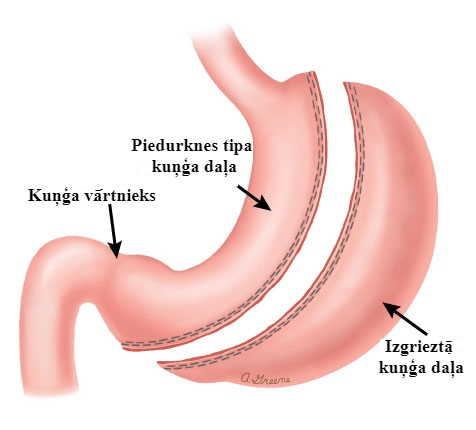 Piedurknes tipa
kuņģa daļa
Kuņģa vārtnieks
Izgrieztā
kuņģa daļa
A. Greene